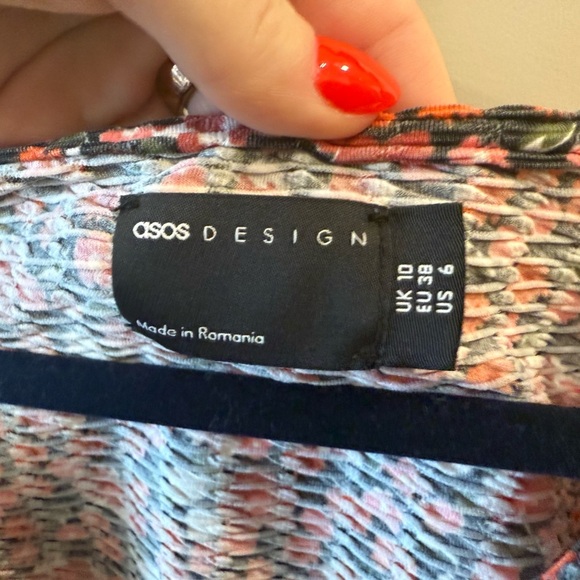 asos DESIGN
Made in Romania
UK 10
EU 38
US 6